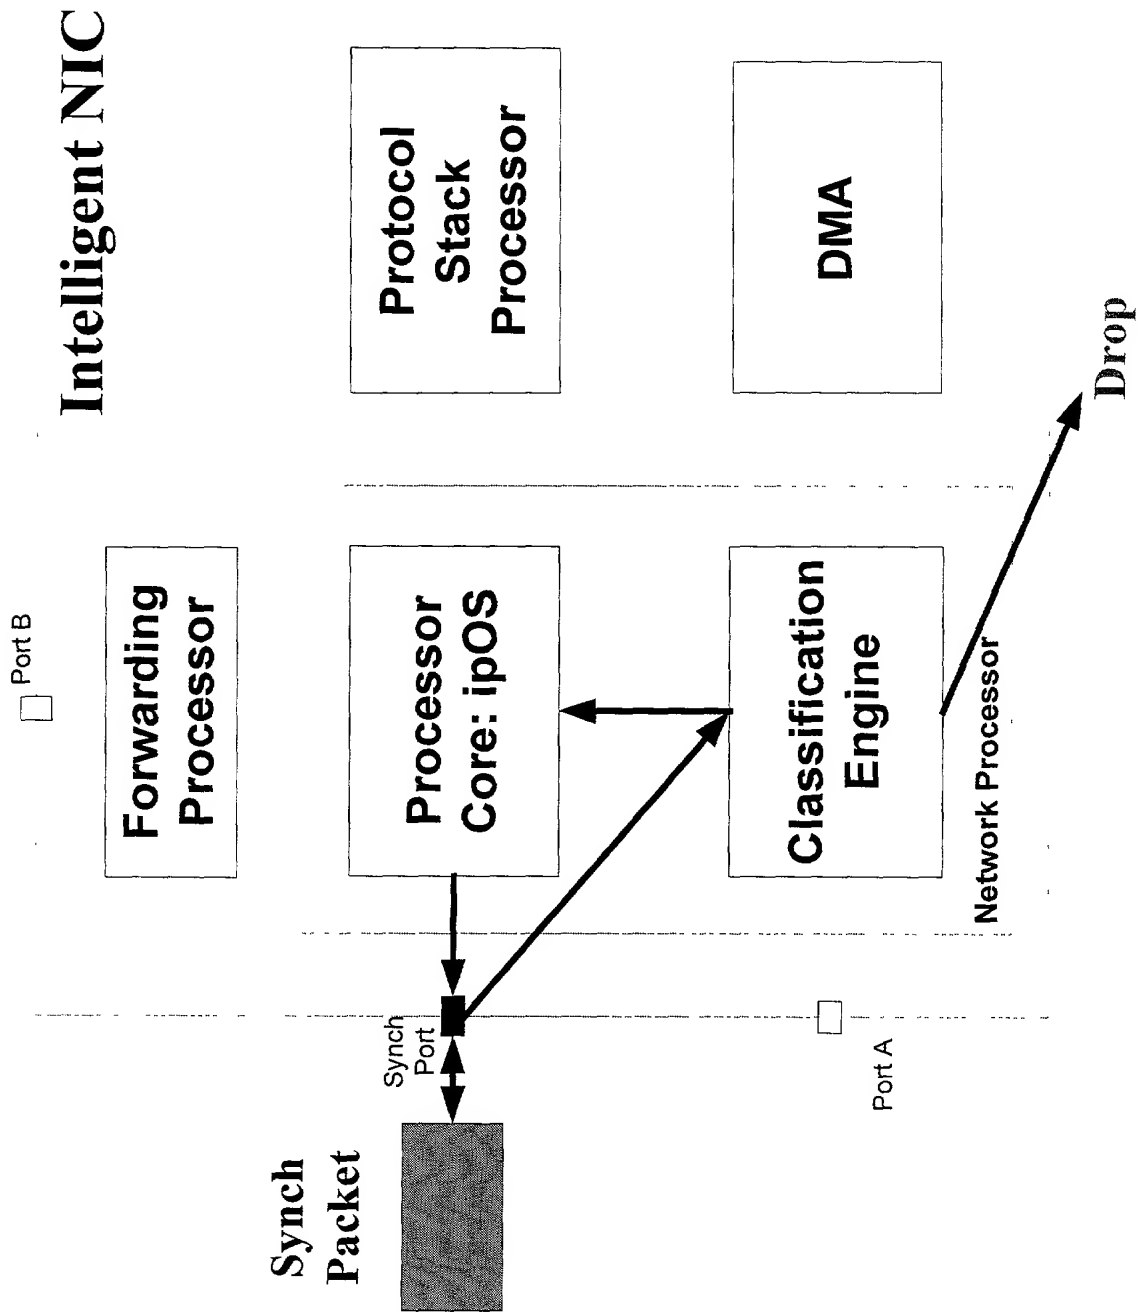 Intelligent NIC
Port B
Forwarding
Processor
Synch
Packet
Synch
Port
Processor
Core: ipOS
Protocol
Stack
Processor
Port A
Classification
Engine
DMA
Network Processor
Drop